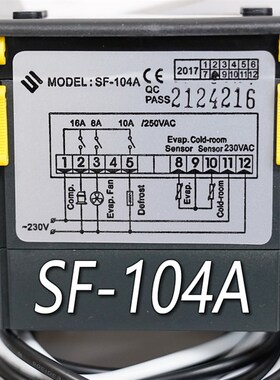 MODEL : SF-104A CE
2017 1 2 3 4 5 6
7 8 9 10 11 12
QC
PASS 2124216
16A 8A 10A /250VAC
Evap. Cold-room
Sensor Sensor 230VAC
1 2 3 4 5 8 9 10 11 12
Comp.
Evap. Fan
Defrost
Evap.
Cold-room
~230V
SF-104A